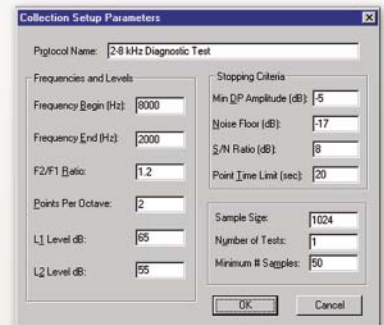 Collection Setup Parameters
Protocol Name: 2-8 kHz Diagnostic Test
Frequencies and Levels
Frequency Begin (Hz): 8000
Frequency End (Hz): 2000
F2/F1 Ratio: 1.2
Points Per Octave: 2
L1 Level dB: 65
L2 Level dB: 55
Stopping Criteria
Min DP Amplitude (dB): -5
Noise Floor (dB): -17
S/N Ratio (dB): 8
Point Time Limit (sec): 20
Sample Size: 1024
Number of Tests: 1
Minimum # Samples: 50
OK Cancel